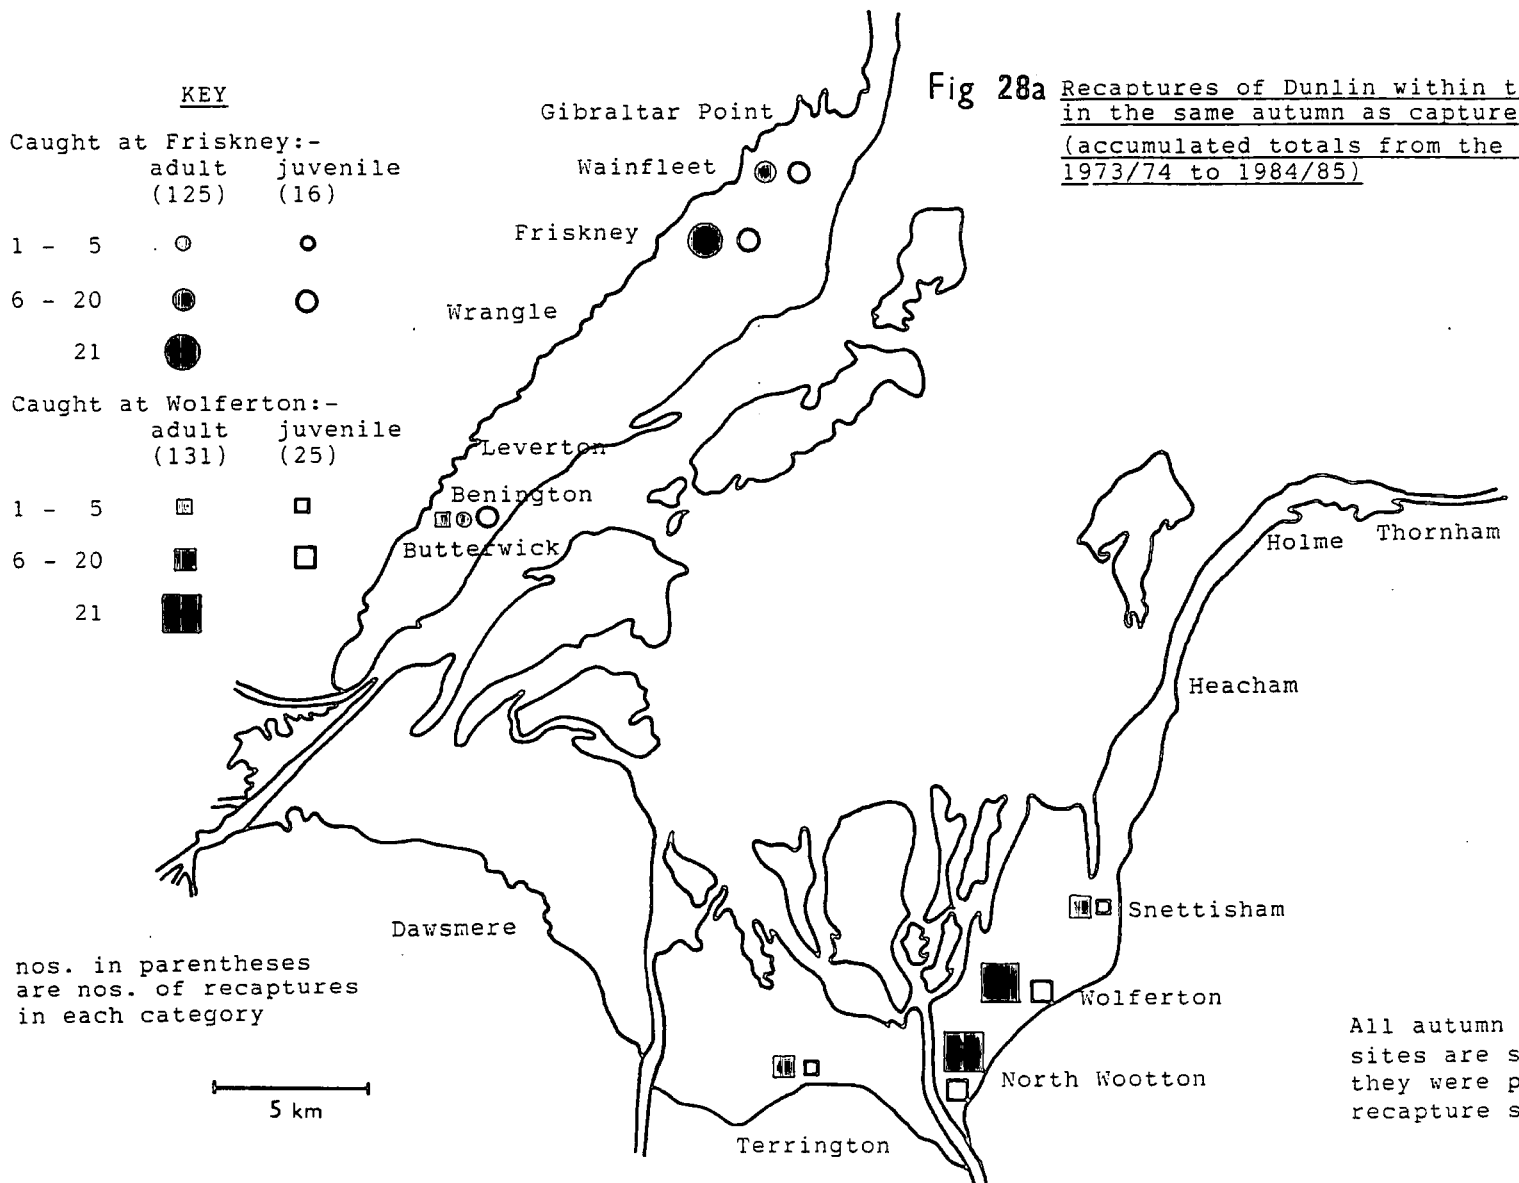 Fig 28a Recaptures of Dunlin within t
in the same autumn as capture
(accumulated totals from the
1973/74 to 1984/85)
KEY
Caught at Friskney:-
adult juvenile
(125) (16)
1 - 5
6 - 20
21
Caught at Wolferton:-
adult juvenile
(131) (25)
1 - 5
6 - 20
21
nos. in parentheses
are nos. of recaptures
in each category
5 km
Gibraltar Point
Wainfleet
Friskney
Wrangle
Leverton
Benington
Butterwick
Dawsmere
Terrington
North Wootton
Wolferton
Snettisham
Heacham
Holme
Thornham
All autumn
sites are s
they were p
recapture s